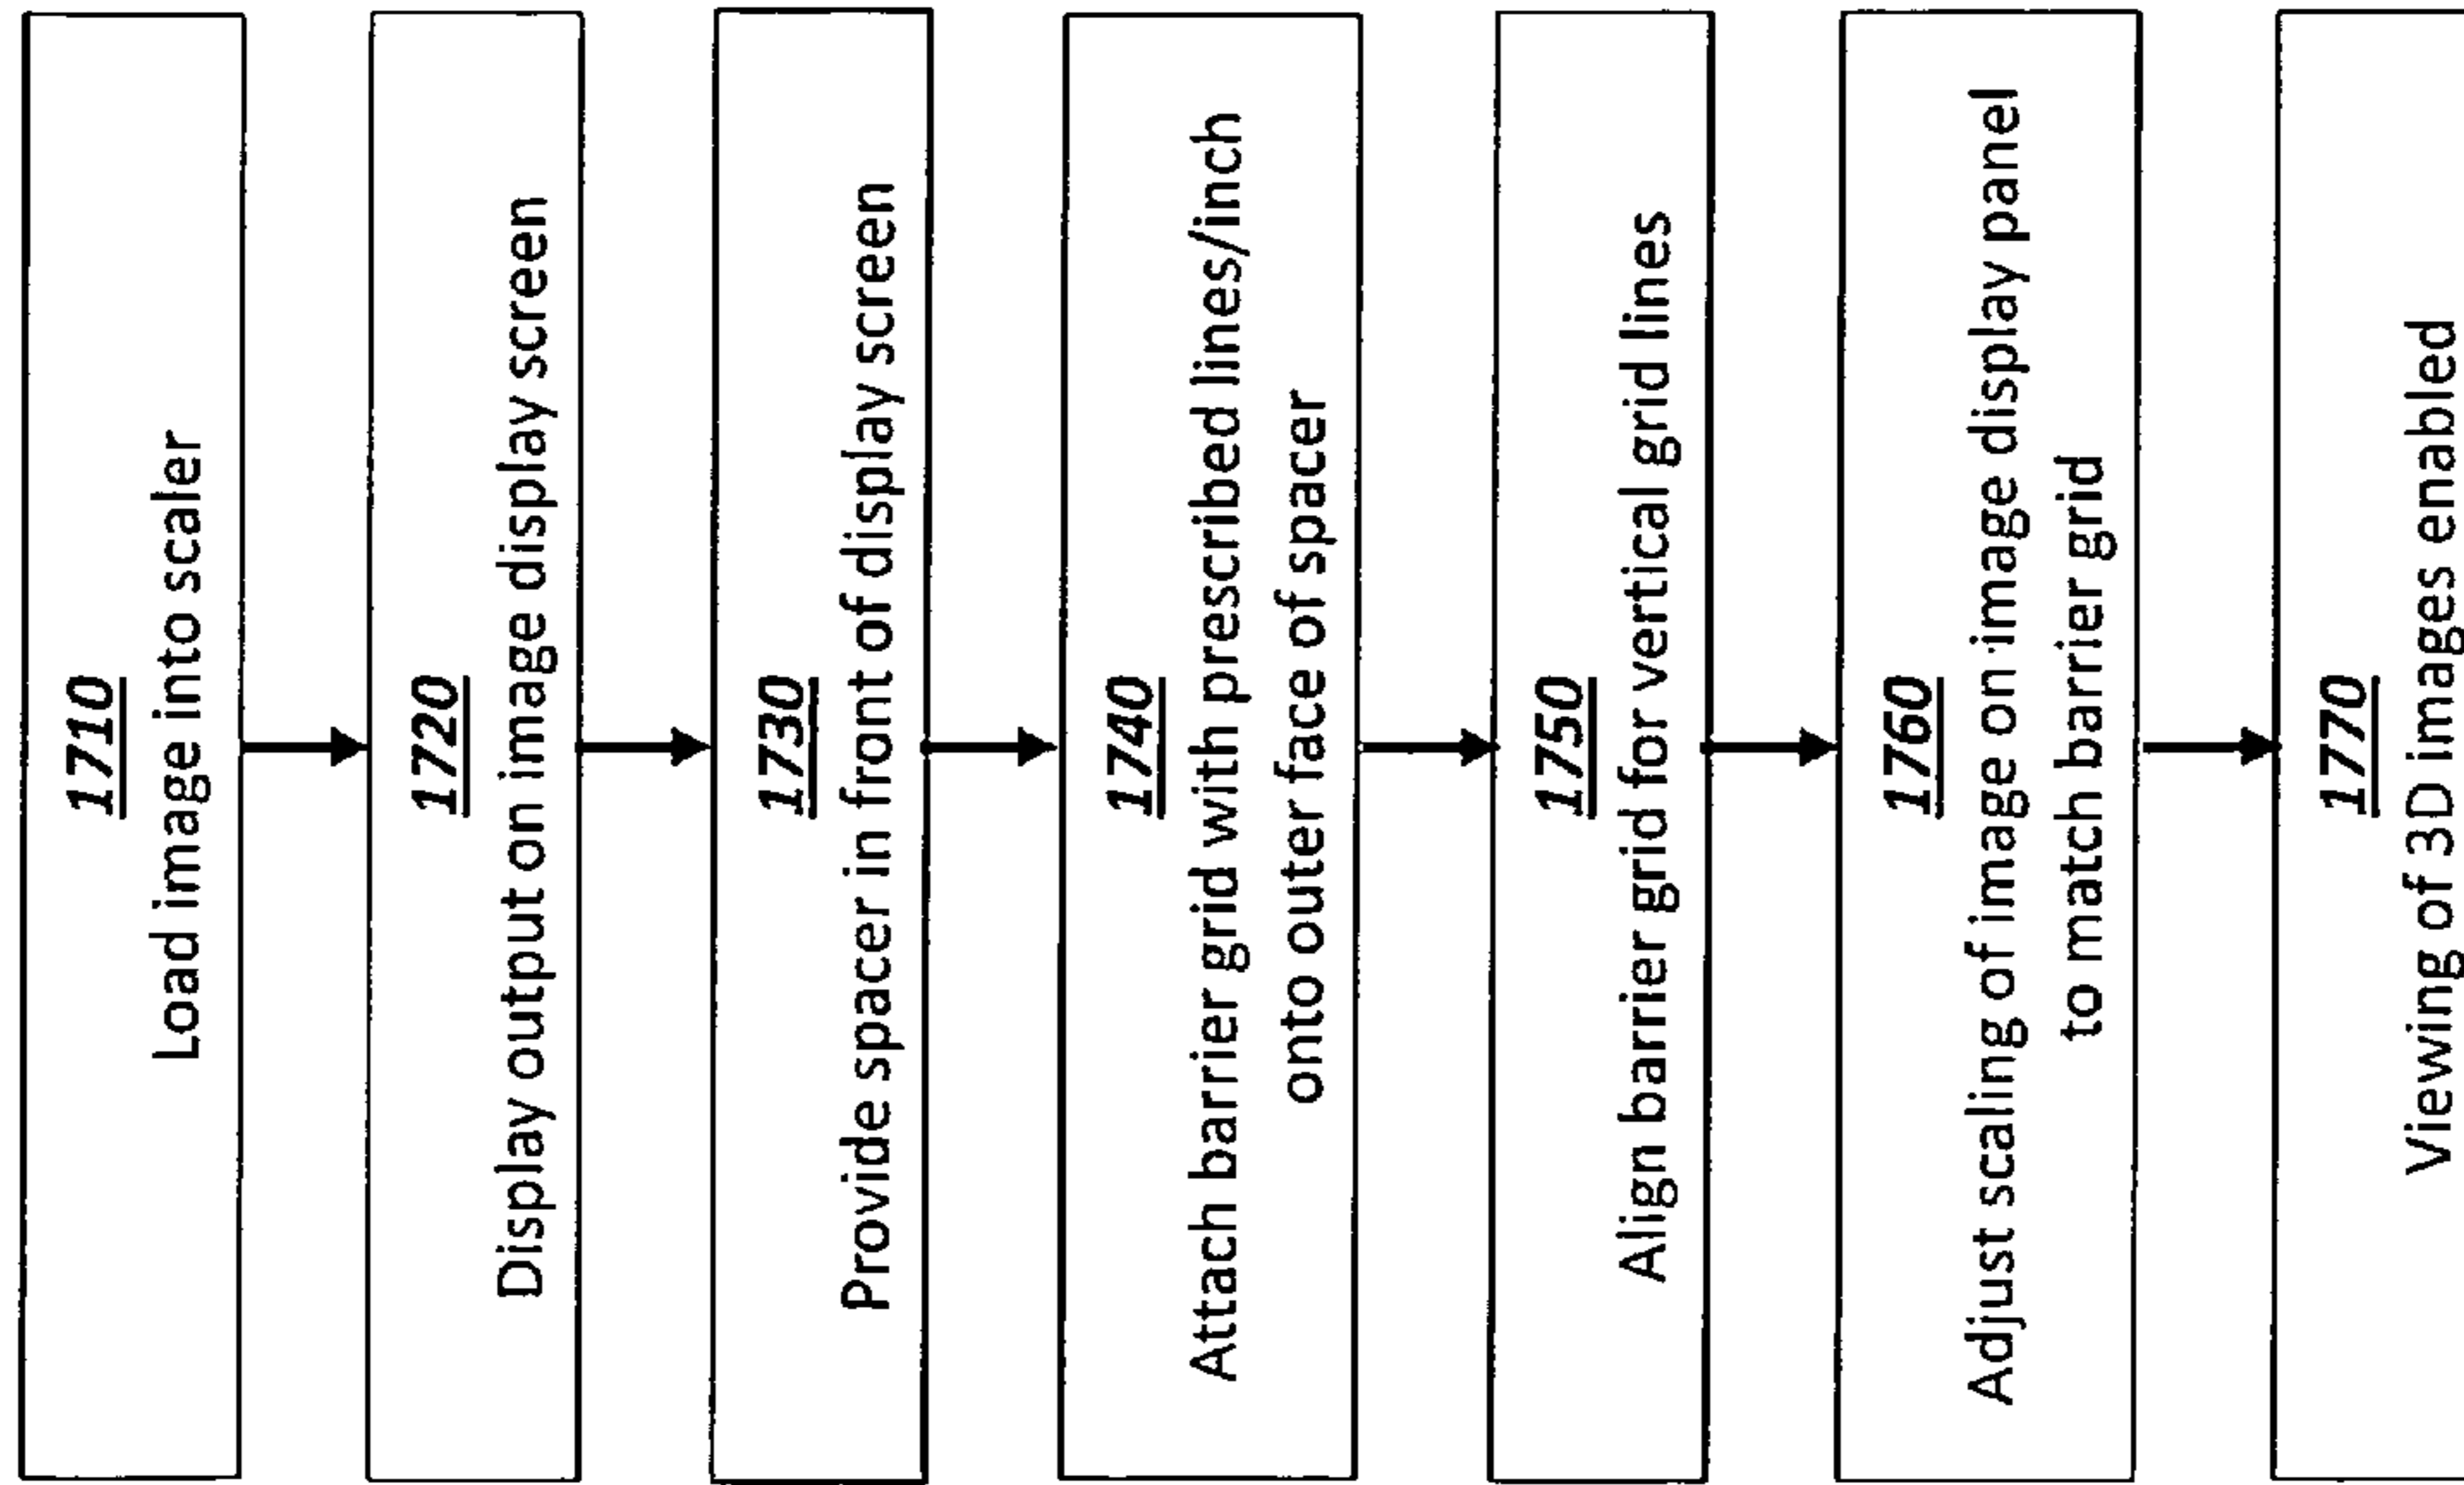 1710
Load image into scaler
1720
Display output on image display screen
1730
Provide spacer in front of display screen
1740
Attach barrier grid with prescribed lines/inch
onto outer face of spacer
1750
Align barrier grid for vertical grid lines
1760
Adjust scaling of image on image display panel
to match barrier grid
1770
Viewing of 3D images enabled